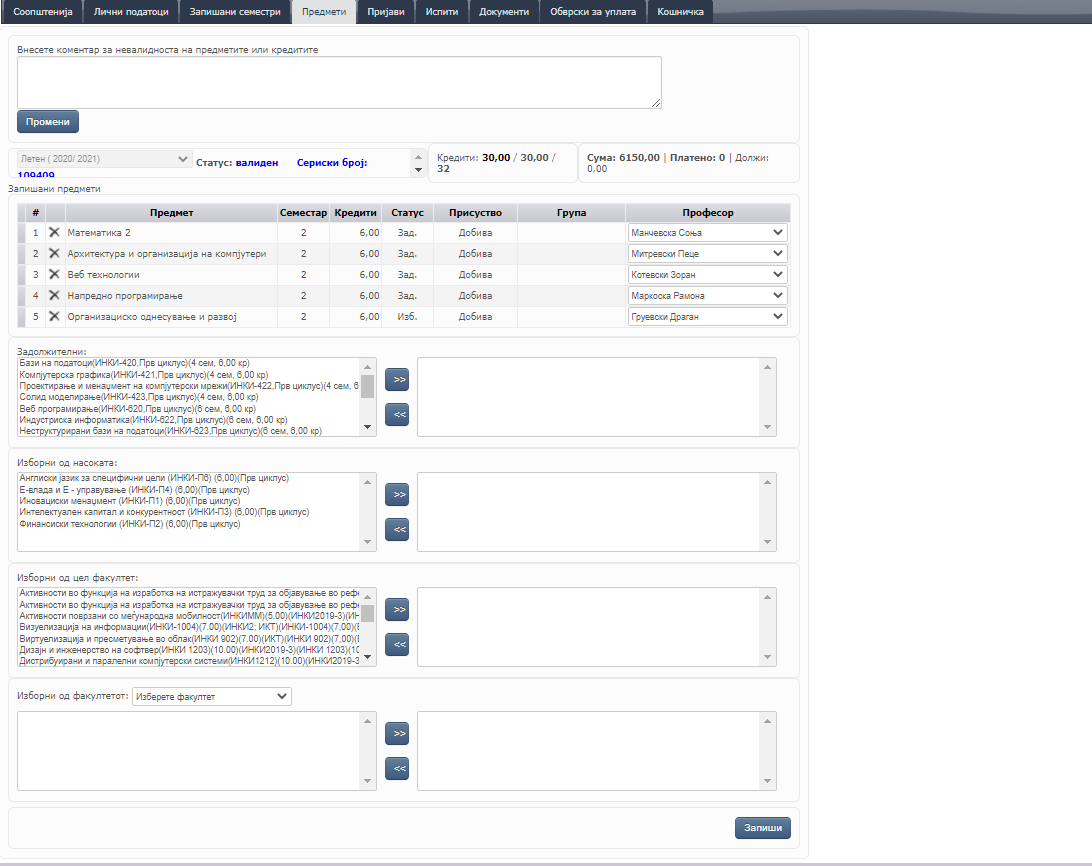 Соопштенија Лични податоци Запишани семестри Предмети Пријави Испити Документи Обврски за уплата Кошничка
Внесете коментар за невалидноста на предметите или кредитите
Промени
Летен ( 2020/ 2021) Статус: валиден Сериски број:
109409
Кредити: 30,00 / 30,00 /
32
Сума: 6150,00 | Платено: 0 | Должи:
0,00
Запишани предмети
# Предмет Семестар Кредити Статус Присуство Група Професор
1 Математика 2 2 6,00 Зад. Добива Манчевска Соња
2 Архитектура и организација на компјутери 2 6,00 Зад. Добива Митревски Пеце
3 Веб технологии 2 6,00 Зад. Добива Котевски Зоран
4 Напредно програмирање 2 6,00 Зад. Добива Маркоска Рамона
5 Организациско однесување и развој 2 6,00 Изб. Добива Груевски Драган
Задолжителни:
Бази на податоци(ИНКИ-420,Прв циклус)(4 сем, 6,00 кр)
Компјутерска графика(ИНКИ-421,Прв циклус)(4 сем, 6,00 кр)
Проектирање и менаџмент на компјутерски мрежи(ИНКИ-422,Прв циклус)(4 сем, 6
Солид моделирање(ИНКИ-423,Прв циклус)(4 сем, 6,00 кр)
Веб програмирање(ИНКИ-620,Прв циклус)(6 сем, 6,00 кр)
Индустриска информатика(ИНКИ-622,Прв циклус)(6 сем, 6,00 кр)
Неструктурирани бази на податоци(ИНКИ-623,Прв циклус)(6 сем, 6,00 кр)
>>
<<
Изборни од насоката:
Англиски јазик за специфични цели (ИНКИ-П6) (6,00)(Прв циклус)
Е-влада и Е - управување (ИНКИ-П4) (6,00)(Прв циклус)
Иновациски менаџмент (ИНКИ-П1) (6,00)(Прв циклус)
Интелектуален капитал и конкурентност (ИНКИ-П3) (6,00)(Прв циклус)
Финансиски технологии (ИНКИ-П2) (6,00)(Прв циклус)
>>
<<
Изборни од цел факултет:
Активности во функција на изработка на истражувачки труд за објавување во рефе
Активности во функција на изработка на истражувачки труд за објавување во рефе
Активности поврзани со меѓународна мобилност(ИНКИММ)(5.00)(ИНКИ2019-3)(ИН
Визуелизација на информации(ИНКИ-1004)(7.00)(ИНКИ2; ИКТ)(ИНКИ-1004)(7,00)(В
Виртуелизација и пресметување во облак(ИНКИ 902)(7.00)(ИКТ)(ИНКИ 902)(7,00)(В
Дизајн и инженерство на софтвер(ИНКИ 1203)(10.00)(ИНКИ2019-3)(ИНКИ 1203)(10
Дистрибуирани и паралелни компјутерски системи(ИНКИ1212)(10.00)(ИНКИ2019-3
>>
<<
Изборни од факултетот: Изберете факултет
>>
<<
Запиши